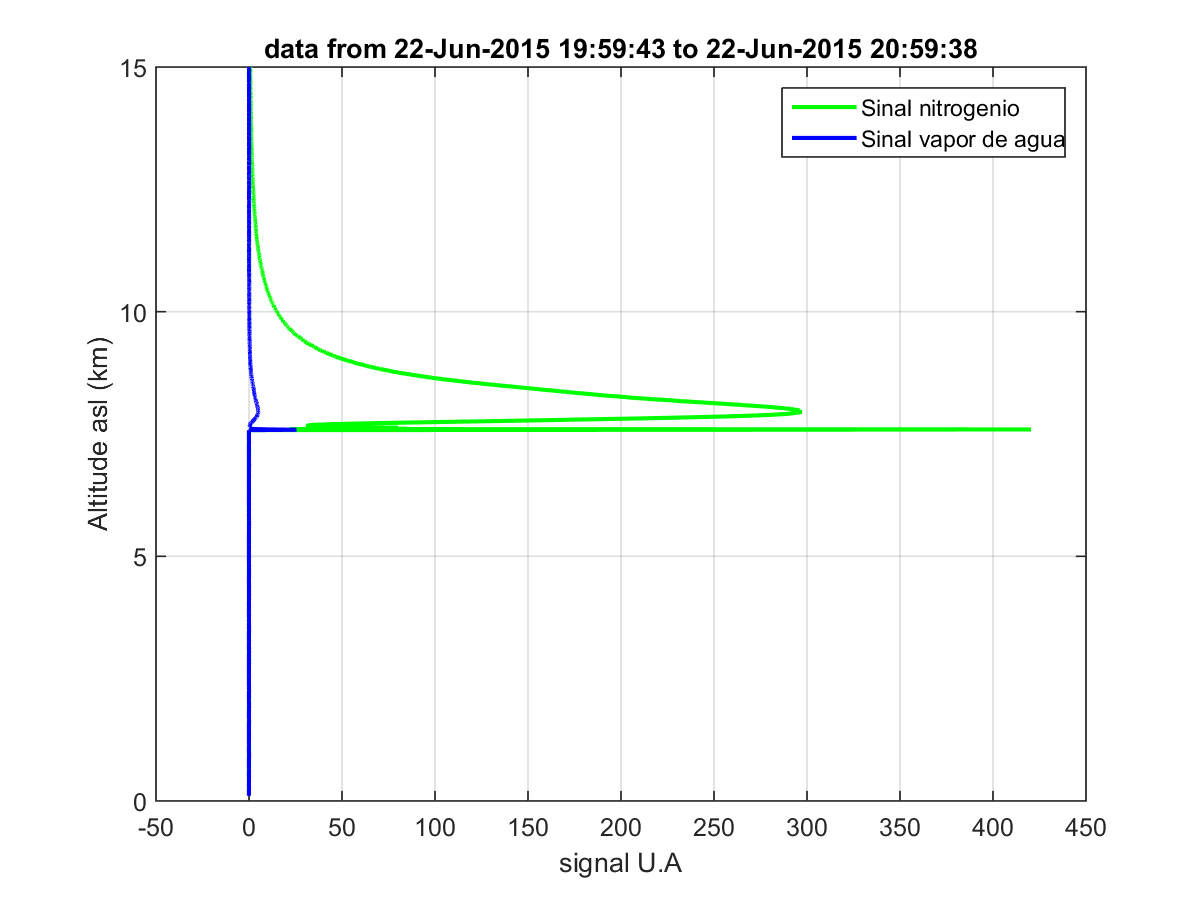 data from 22-Jun-2015 19:59:43 to 22-Jun-2015 20:59:38
Sinal nitrogenio
Sinal vapor de agua
15
10
5
0
Altitude asl (km)
-50 0 50 100 150 200 250 300 350 400 450
signal U.A